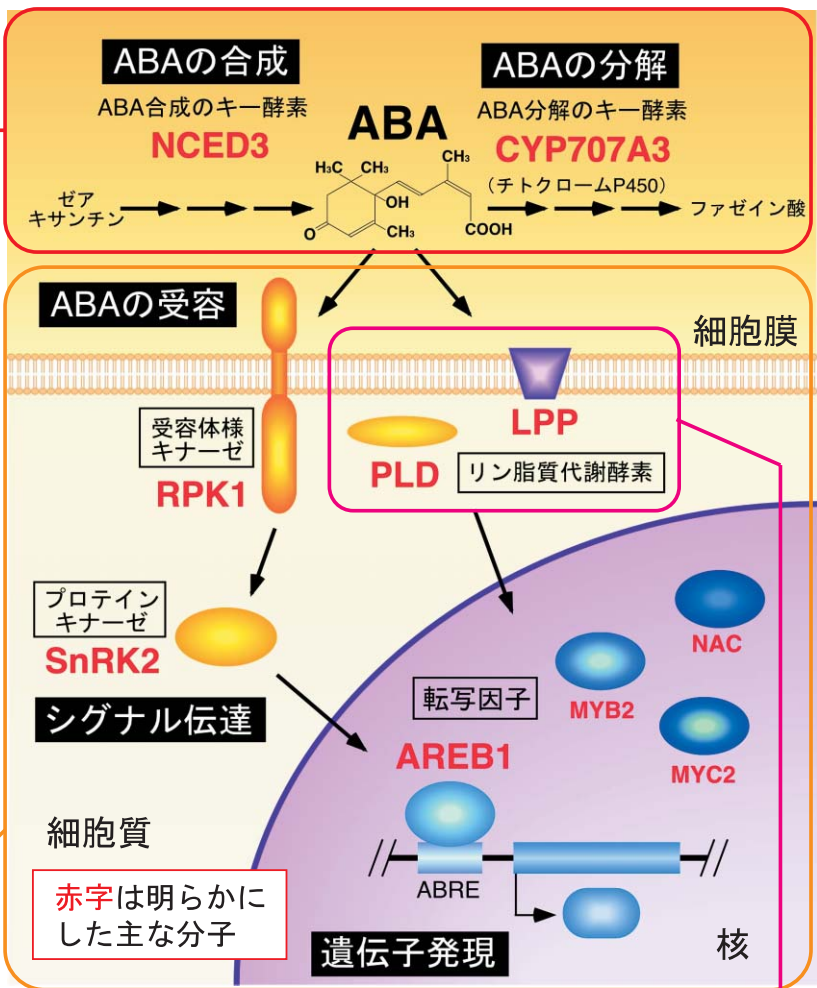 ABAの合成
ABA合成のキー酵素
NCED3
ABA
ABAの分解
ABA分解のキー酵素
CYP707A3
(チトクロームP450)
ゼア
キサンチン
H₃C
CH₃
CH₃
OH
O
CH₃
COOH
ファゼイン酸
ABAの受容
細胞膜
受容体様
キナーゼ
RPK1
LPP
PLD
リン脂質代謝酵素
プロテイン
キナーゼ
SnRK2
シグナル伝達
NAC
MYB2
転写因子
MYC2
AREB1
細胞質
ABRE
赤字は明らかに
した主な分子
遺伝子発現
核